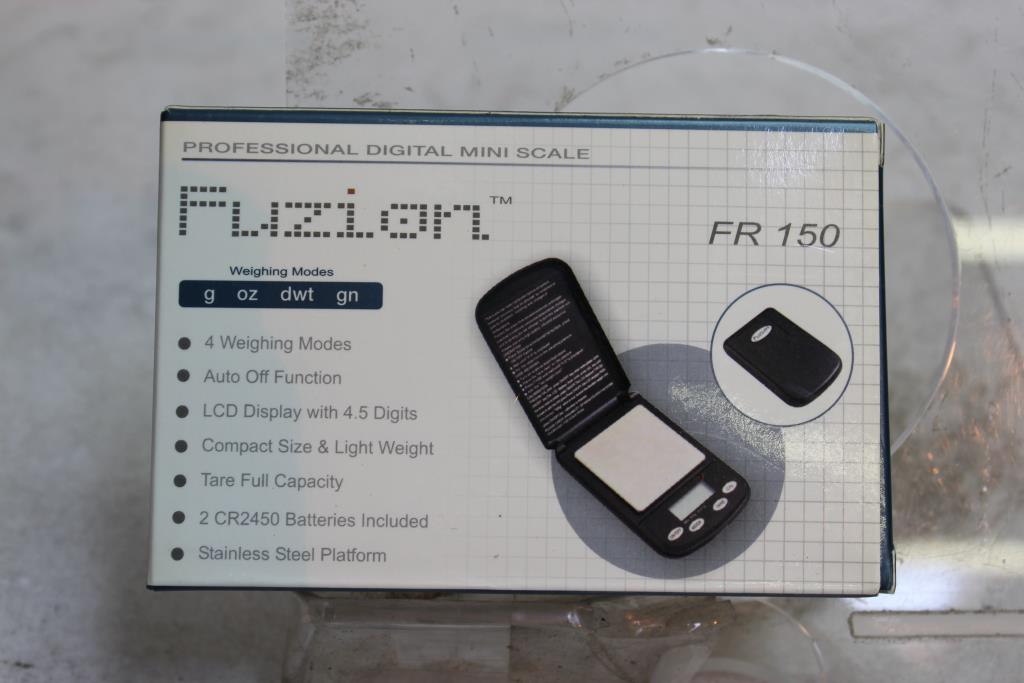 PROFESSIONAL DIGITAL MINI SCALE
Fuzion™
FR 150
Weighing Modes
g oz dwt gn
4 Weighing Modes
Auto Off Function
LCD Display with 4.5 Digits
Compact Size & Light Weight
Tare Full Capacity
2 CR2450 Batteries Included
Stainless Steel Platform